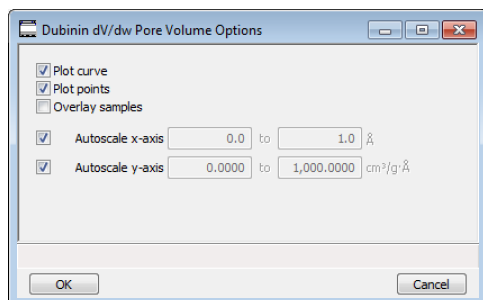 Dubinin dV/dw Pore Volume Options
Plot curve
Plot points
Overlay samples
Autoscale x-axis 0.0 to 1.0 Å
Autoscale y-axis 0.0000 to 1,000.0000 cm³/g·Å
OK Cancel